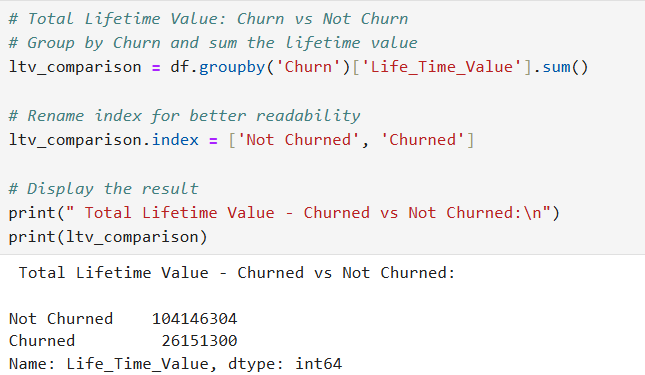 # Total Lifetime Value: Churn vs Not Churn
# Group by Churn and sum the lifetime value
ltv_comparison = df.groupby('Churn')['Life_Time_Value'].sum()
# Rename index for better readability
ltv_comparison.index = ['Not Churned', 'Churned']
# Display the result
print(" Total Lifetime Value - Churned vs Not Churned:\n")
print(ltv_comparison)
 Total Lifetime Value - Churned vs Not Churned:
Not Churned    104146304
Churned         26151300
Name: Life_Time_Value, dtype: int64